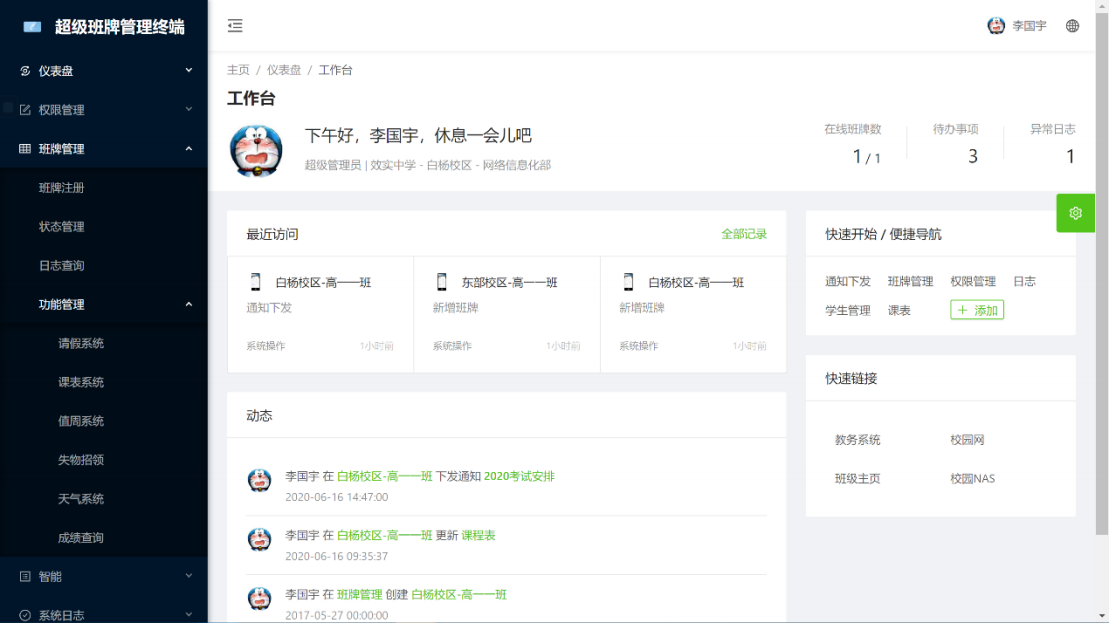 超级班牌管理终端
仪表盘
权限管理
班牌管理
班牌注册
状态管理
日志查询
功能管理
请假系统
课表系统
值周系统
失物招领
天气系统
成绩查询
智能
系统日志
李国宇
主页 / 仪表盘 / 工作台
工作台
下午好，李国宇，休息一会儿吧
超级管理员 | 效实中学 - 白杨校区 - 网络信息化部
在线班牌数
1 / 1
待办事项
3
异常日志
1
最近访问
全部记录
白杨校区-高一一班
通知下发
系统操作
1小时前
东部校区-高一一班
新增班牌
系统操作
1小时前
白杨校区-高一一班
新增班牌
系统操作
1小时前
动态
李国宇 在 白杨校区-高一一班 下发通知 2020考试安排
2020-06-16 14:47:00
李国宇 在 白杨校区-高一一班 更新 课程表
2020-06-16 09:35:37
李国宇 在 班牌管理 创建 白杨校区-高一一班
2017-05-27 00:00:00
快速开始 / 便捷导航
通知下发 班牌管理 权限管理 日志
学生管理 课表 + 添加
快速链接
教务系统 校园网
班级主页 校园NAS